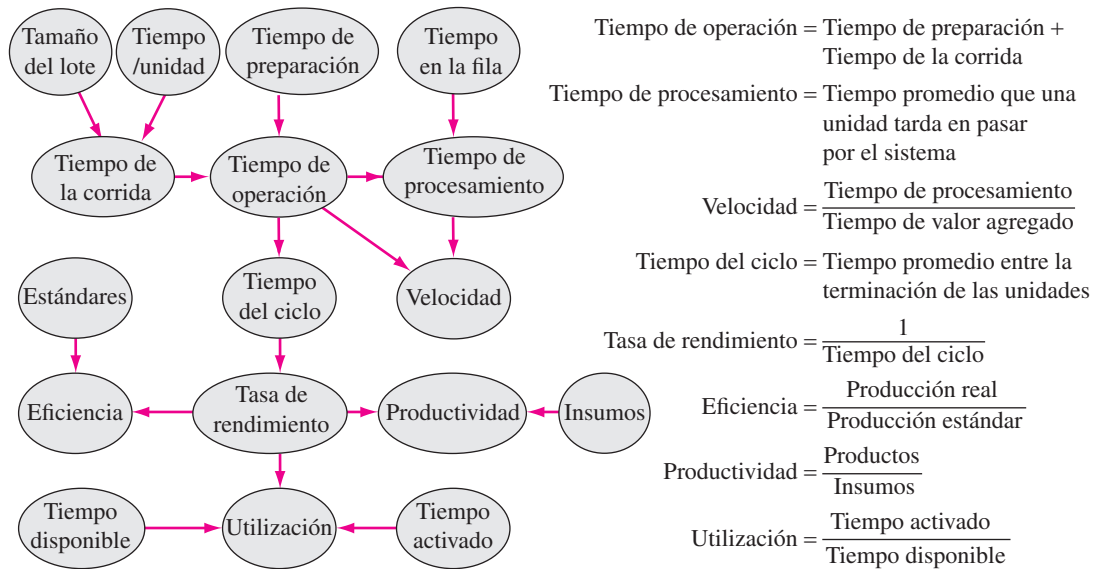 Tamaño
del lote
Tiempo
/unidad
Tiempo de
preparación
Tiempo
en la fila
Tiempo de
la corrida
Tiempo de
operación
Tiempo de
procesamiento
Estándares
Tiempo
del ciclo
Velocidad
Eficiencia
Tasa de
rendimiento
Productividad
Insumos
Tiempo
disponible
Utilización
Tiempo
activado
Tiempo de operación = Tiempo de preparación +
Tiempo de la corrida
Tiempo de procesamiento = Tiempo promedio que una
unidad tarda en pasar
por el sistema
Velocidad = Tiempo de procesamiento
Tiempo de valor agregado
Tiempo del ciclo = Tiempo promedio entre la
terminación de las unidades
Tasa de rendimiento = 1
Tiempo del ciclo
Eficiencia = Producción real
Producción estándar
Productividad = Productos
Insumos
Utilización = Tiempo activado
Tiempo disponible